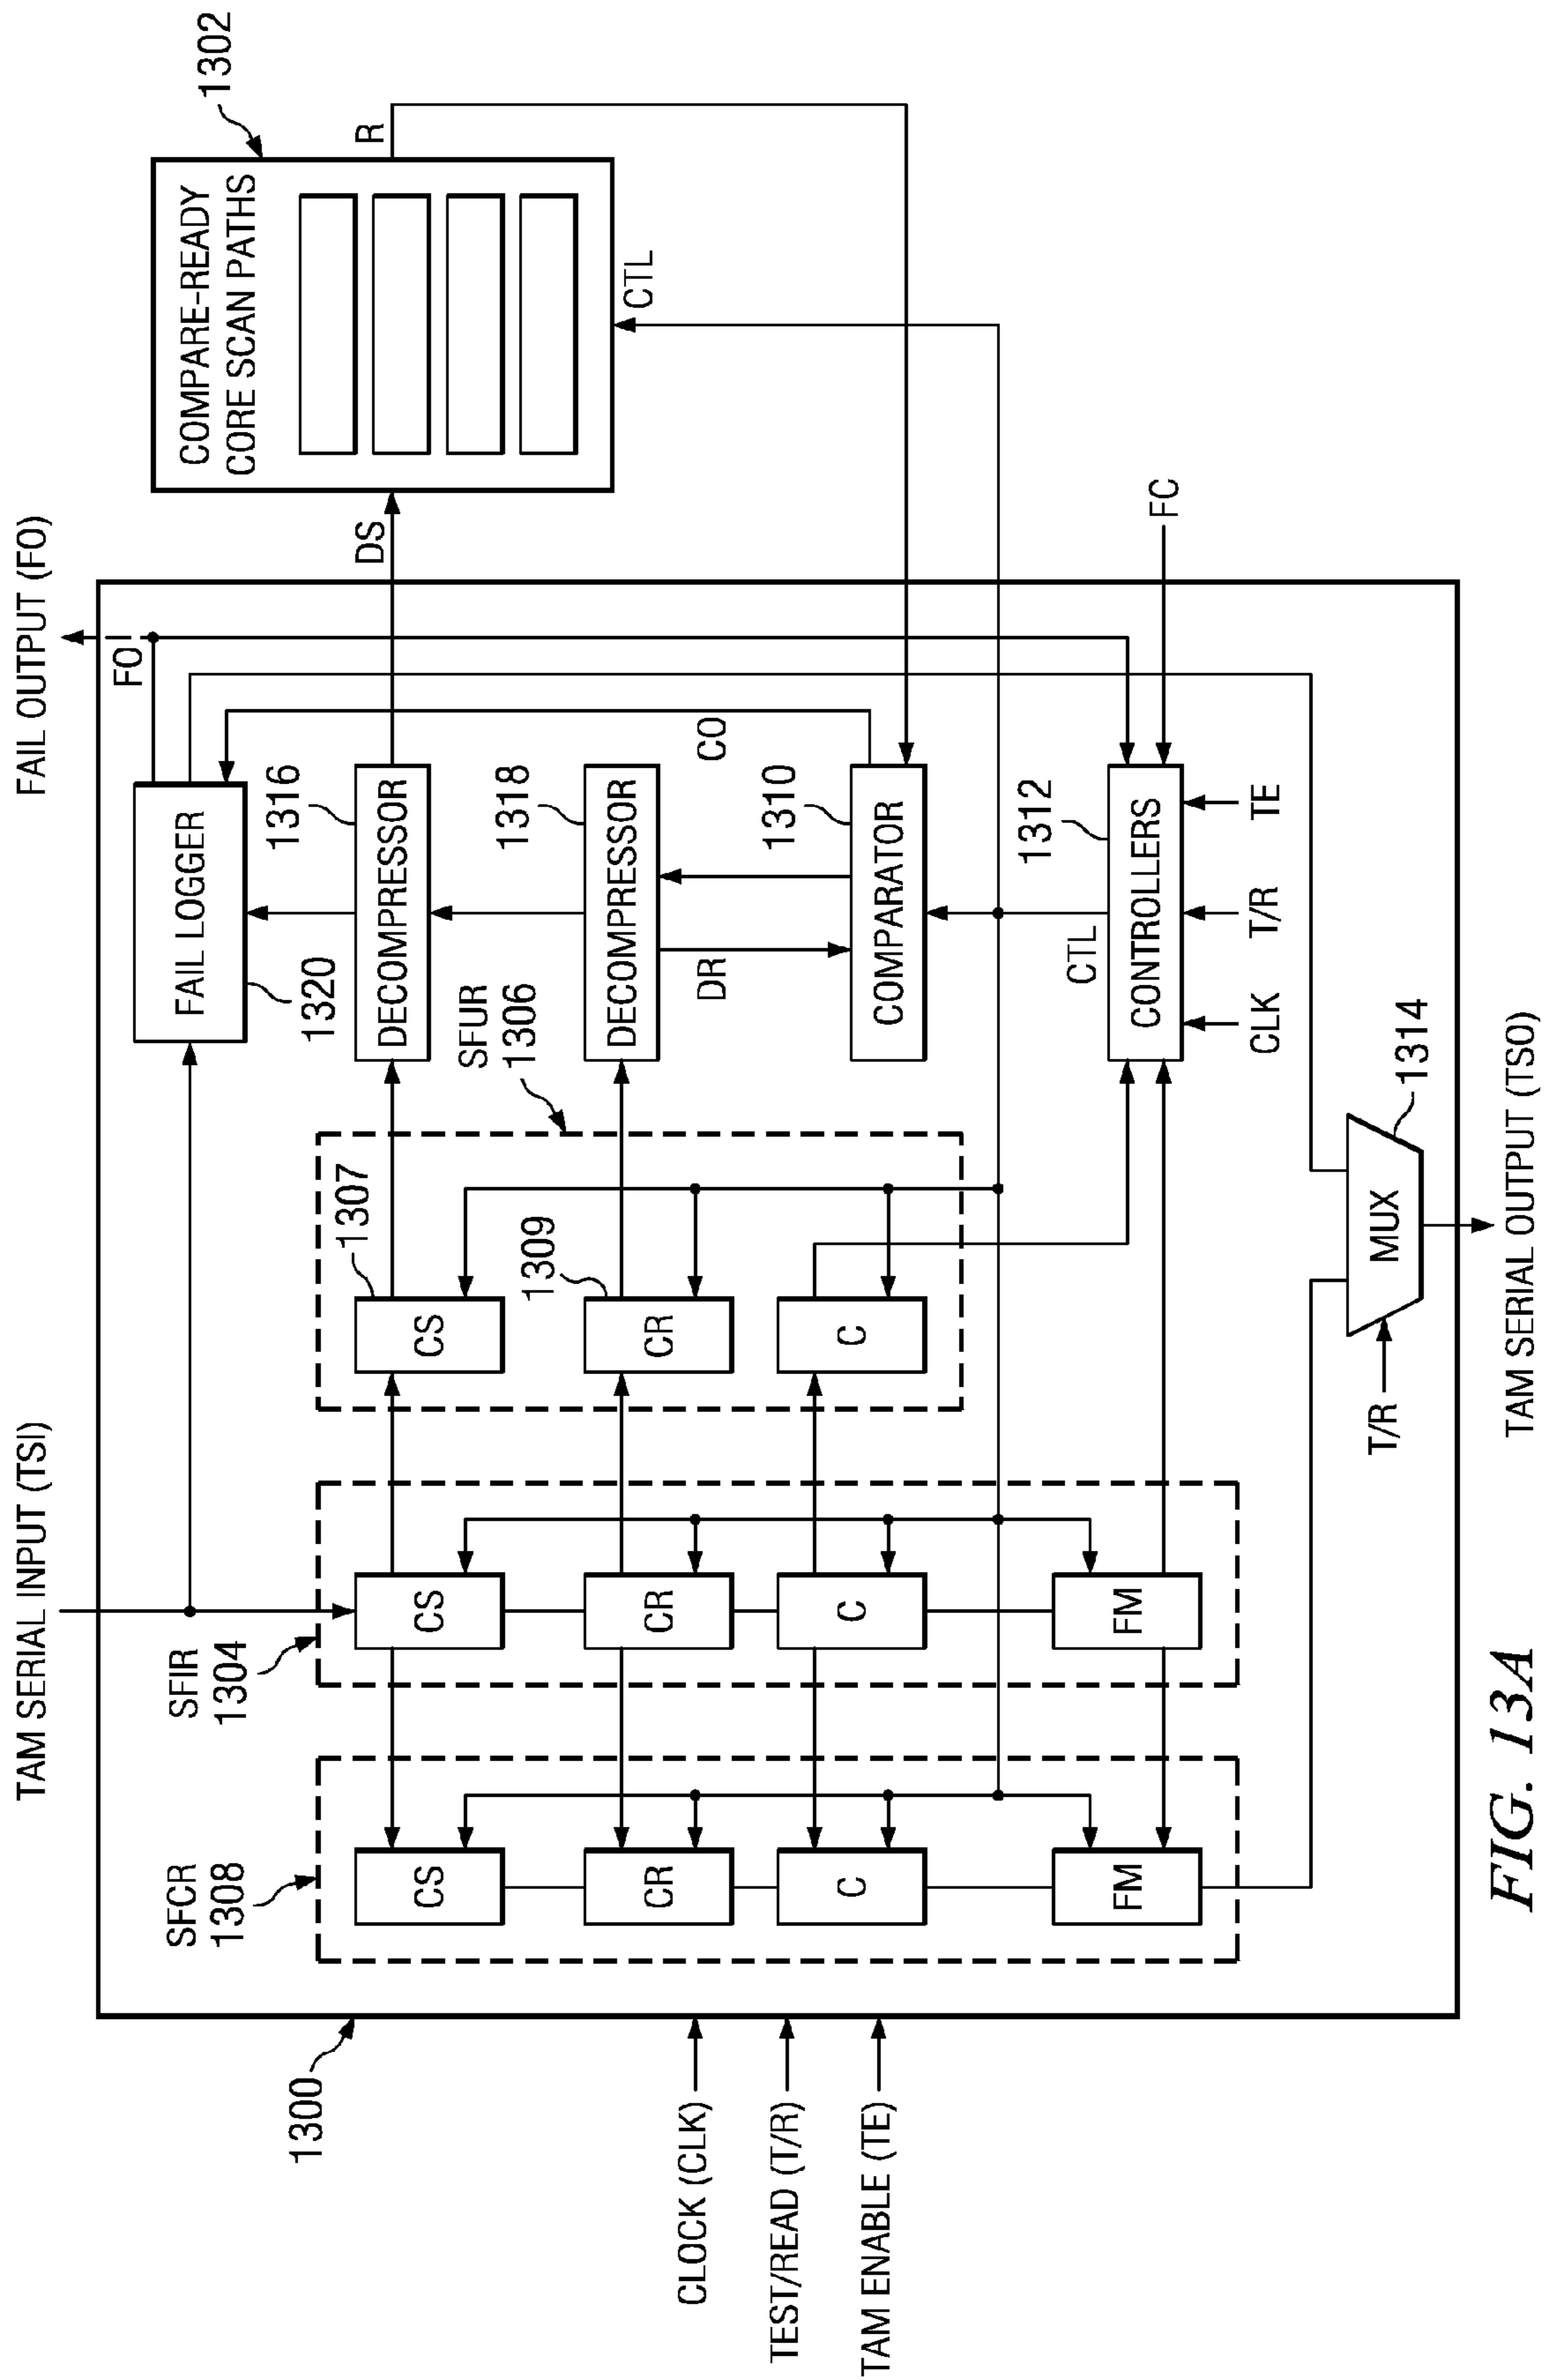 TAM SERIAL INPUT (TSI)
FAIL OUTPUT (FO)
FO
1300
SFCR
1308
SFIR
1304
SFUR
1306
1307
1309
CS
CR
C
FM
CS
CR
C
FM
CS
CR
C
FAIL LOGGER
1320
DECOMPRESSOR
1316
DECOMPRESSOR
1318
DR
CO
COMPARATOR
1310
CTL
CONTROLLERS
1312
CLK
T/R
TE
FC
DS
COMPARE-READY
CORE SCAN PATHS
1302
R
CTL
CLOCK (CLK)
TEST/READ (T/R)
TAM ENABLE (TE)
T/R
MUX
1314
TAM SERIAL OUTPUT (TSO)
FIG. 13A